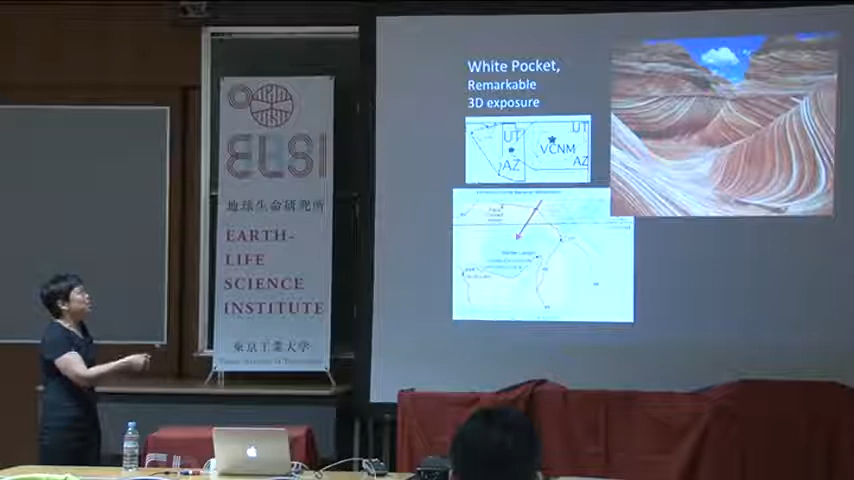 ELSI
地球生命研究所
EARTH-
LIFE
SCIENCE
INSTITUTE
東京工業大学
White Pocket,
Remarkable
3D exposure
UT
AZ
UT
VCNM
AZ